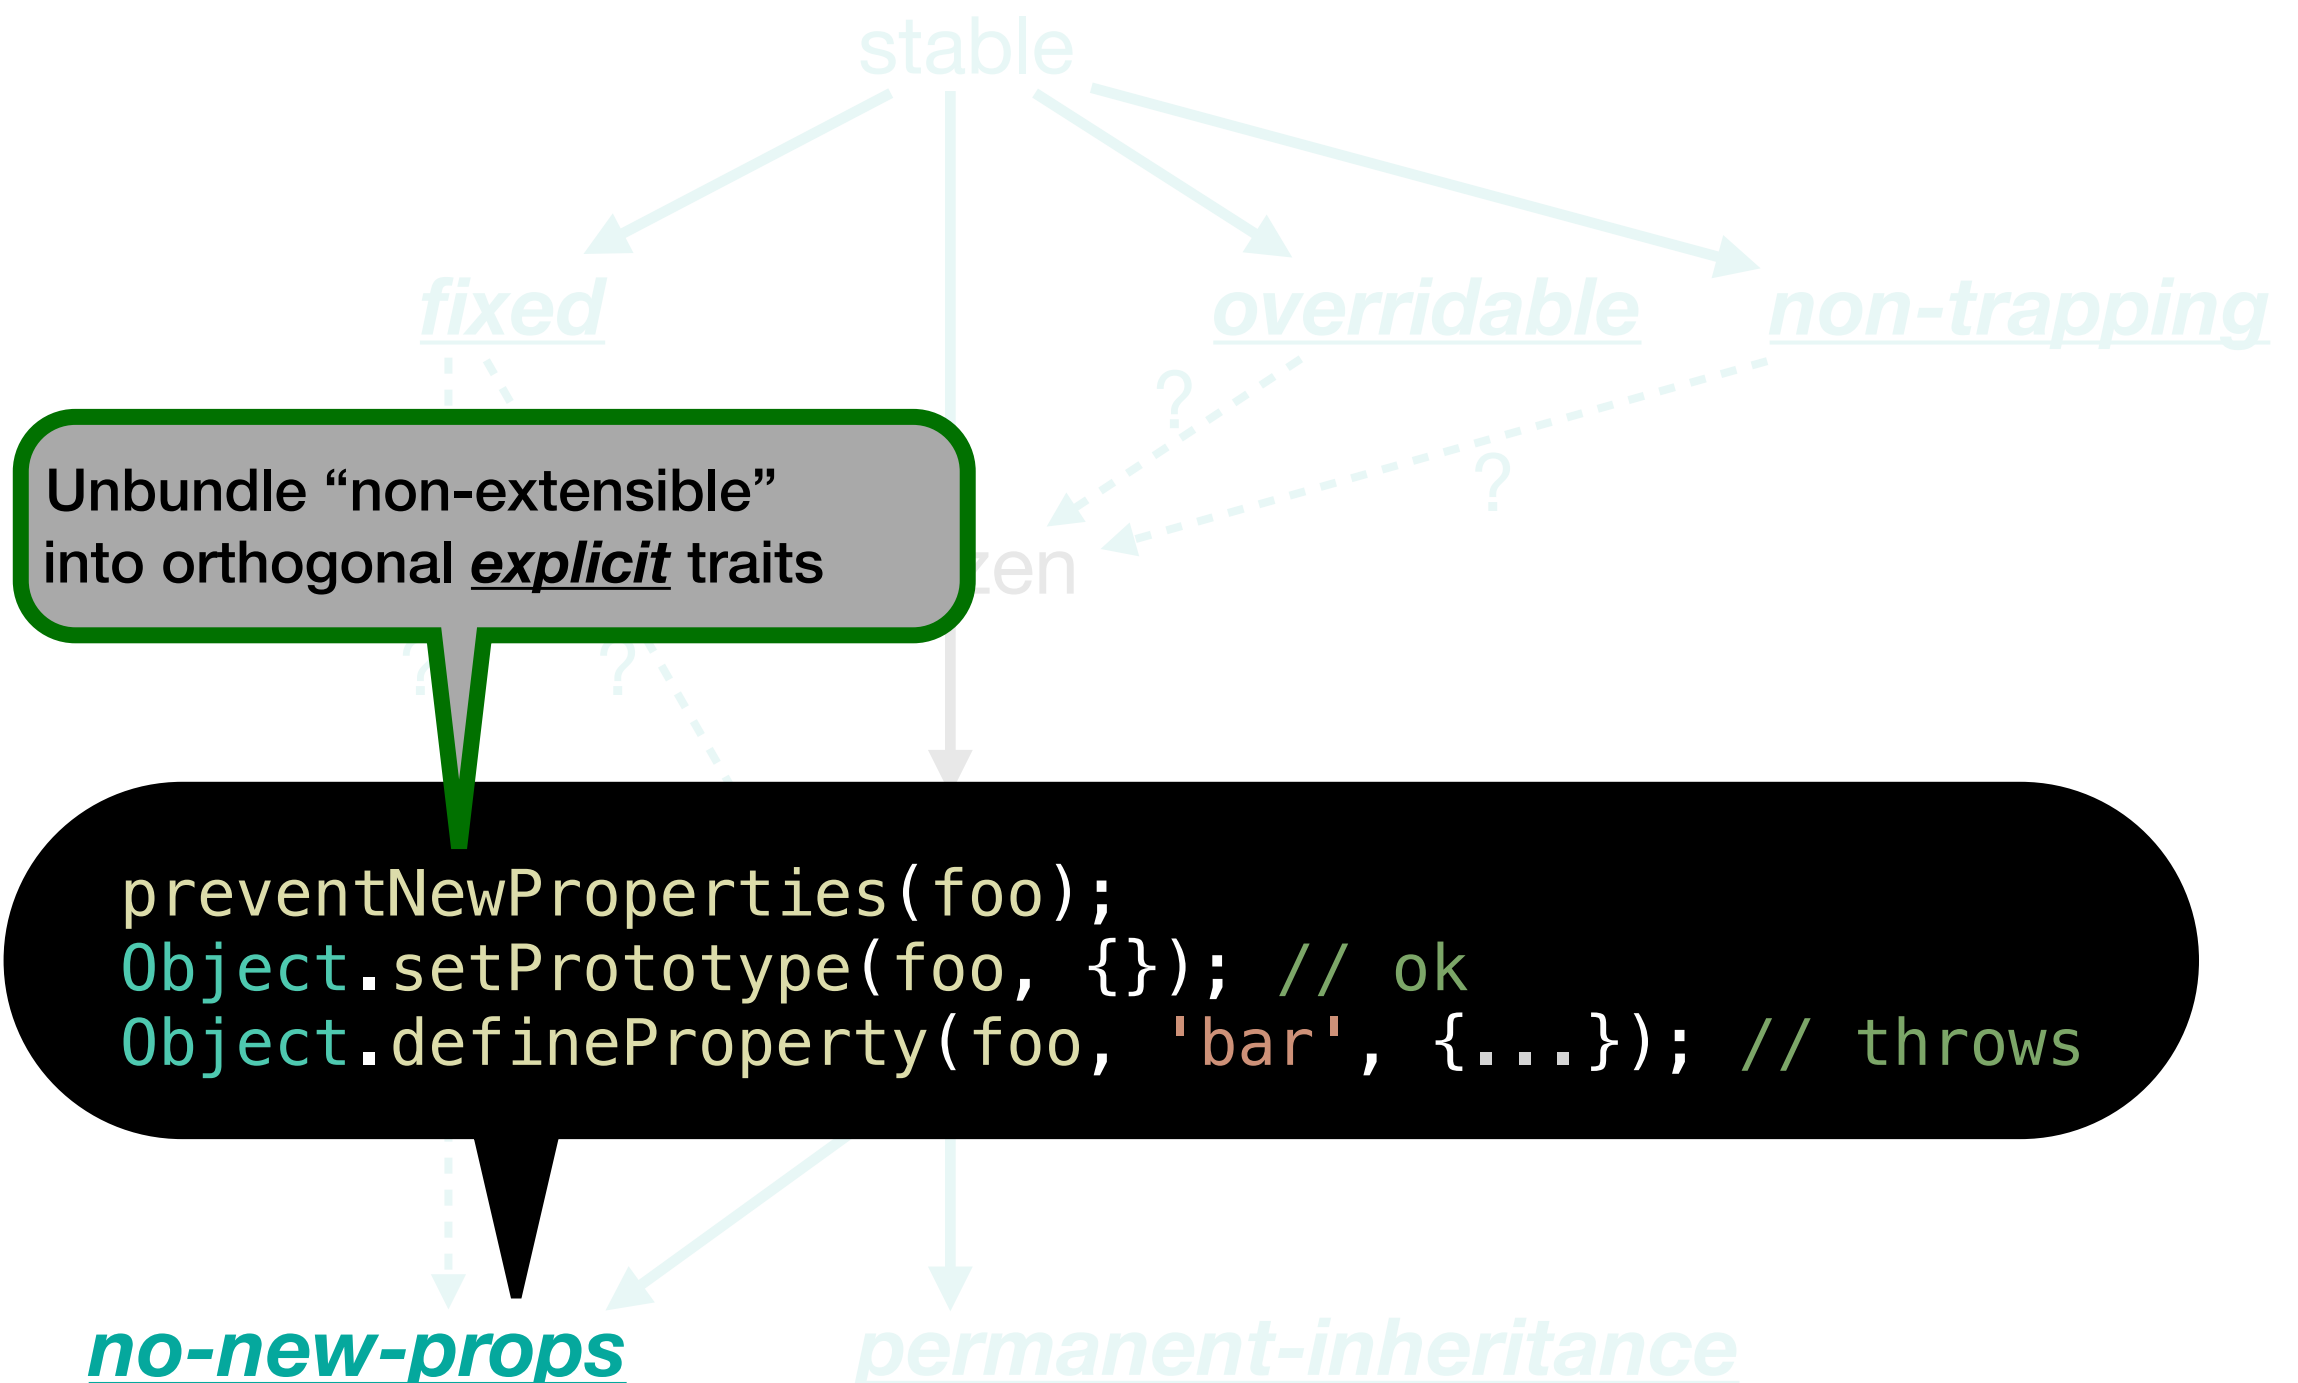 stable
fixed
overridable
non-trapping
?
?
Unbundle “non-extensible”
into orthogonal explicit traits
zen
?
?
preventNewProperties(foo);
Object.setPrototype(foo, {}); // ok
Object.defineProperty(foo, 'bar', {...}); // throws
no-new-props
permanent-inheritance